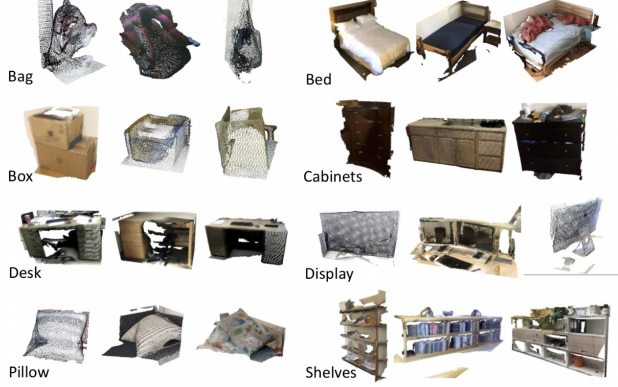 Bag
Bed
Box
Cabinets
Desk
Display
Pillow
Shelves